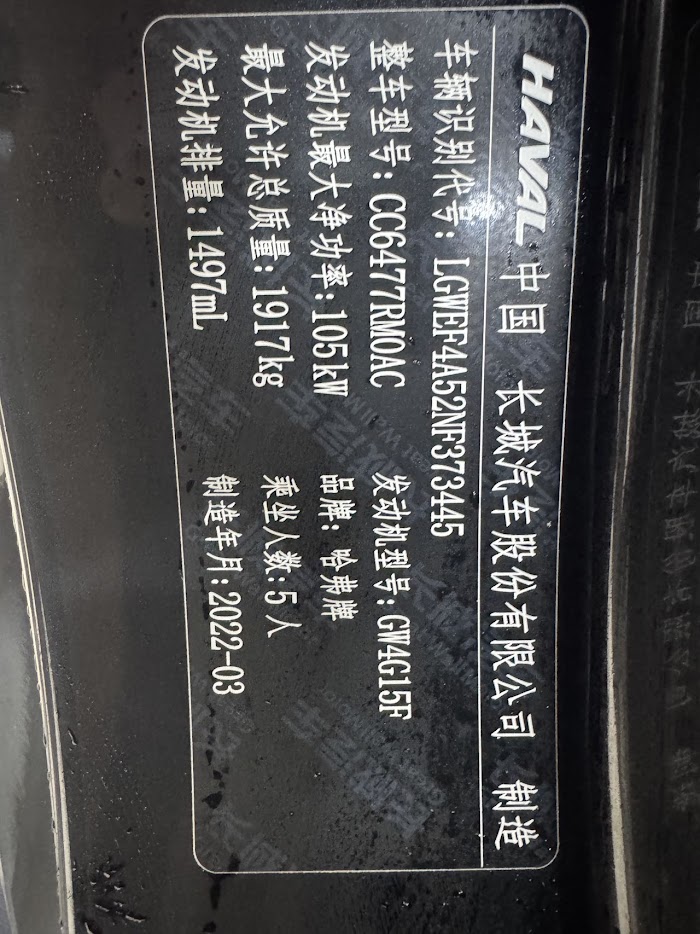 HAVAL 中国 长城汽车股份有限公司 制造
车辆识别代号: LGWEF4A52NF373445
整车型号: CC6477RM0AC 发动机型号: GW4G15F
发动机最大净功率: 105kW 品牌: 哈弗牌
最大允许总质量: 1917kg 乘坐人数: 5人
发动机排量: 1497mL 制造年月: 2022-03